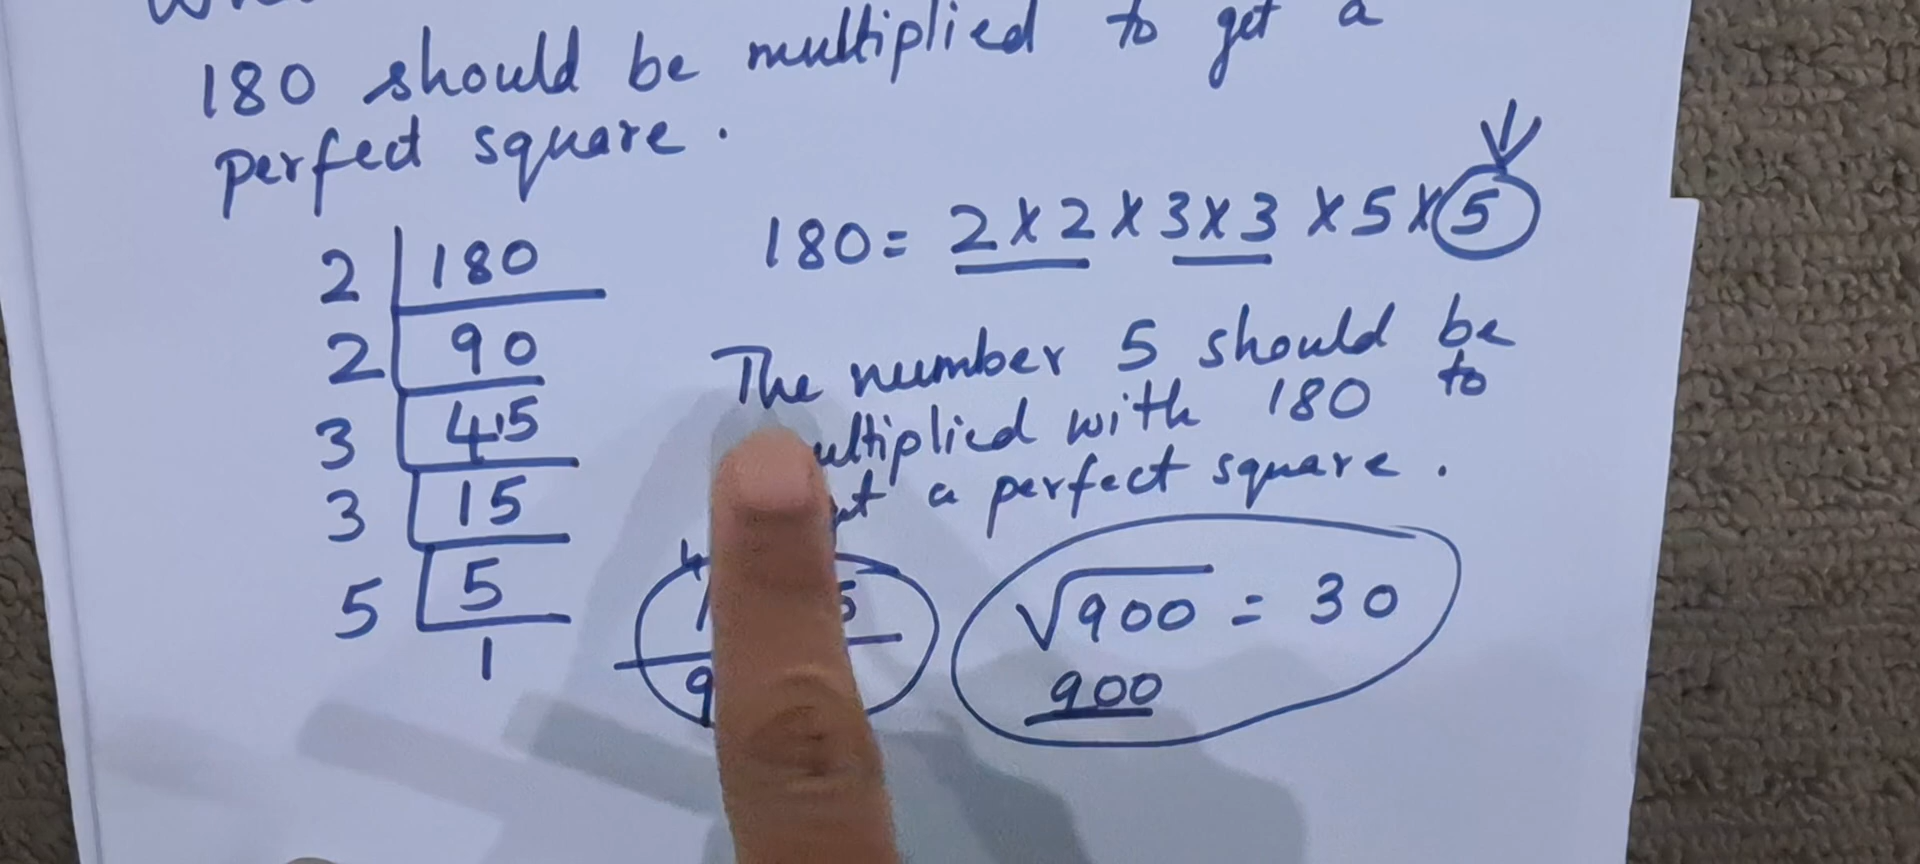 180 should be multiplied to get a
perfect square.
180 = 2 X 2 X 3 X 3 X 5 X 5
2 180
2 90
3 45
3 15
5 5
1
The number 5 should be
ultiplied with 180 to
a perfect square.
√900 = 30
900